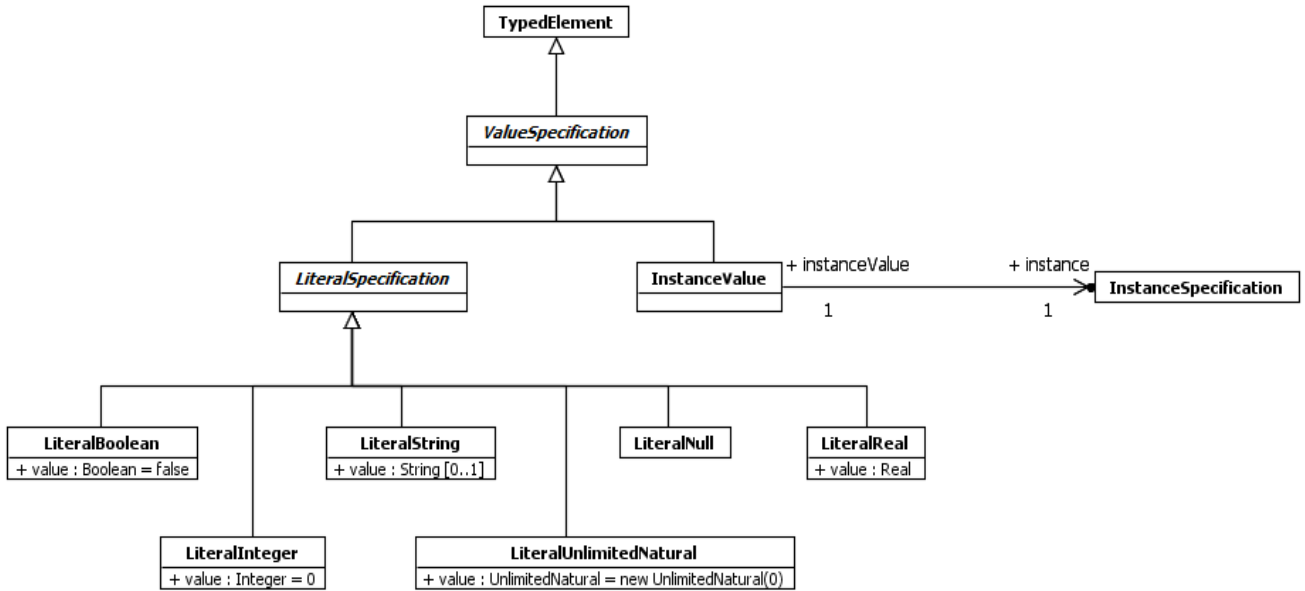 TypedElement
ValueSpecification
LiteralSpecification
InstanceValue
+ instanceValue
+ instance
1
1
InstanceSpecification
LiteralBoolean
+ value : Boolean = false
LiteralString
+ value : String [0..1]
LiteralNull
LiteralReal
+ value : Real
LiteralInteger
+ value : Integer = 0
LiteralUnlimitedNatural
+ value : UnlimitedNatural = new UnlimitedNatural(0)